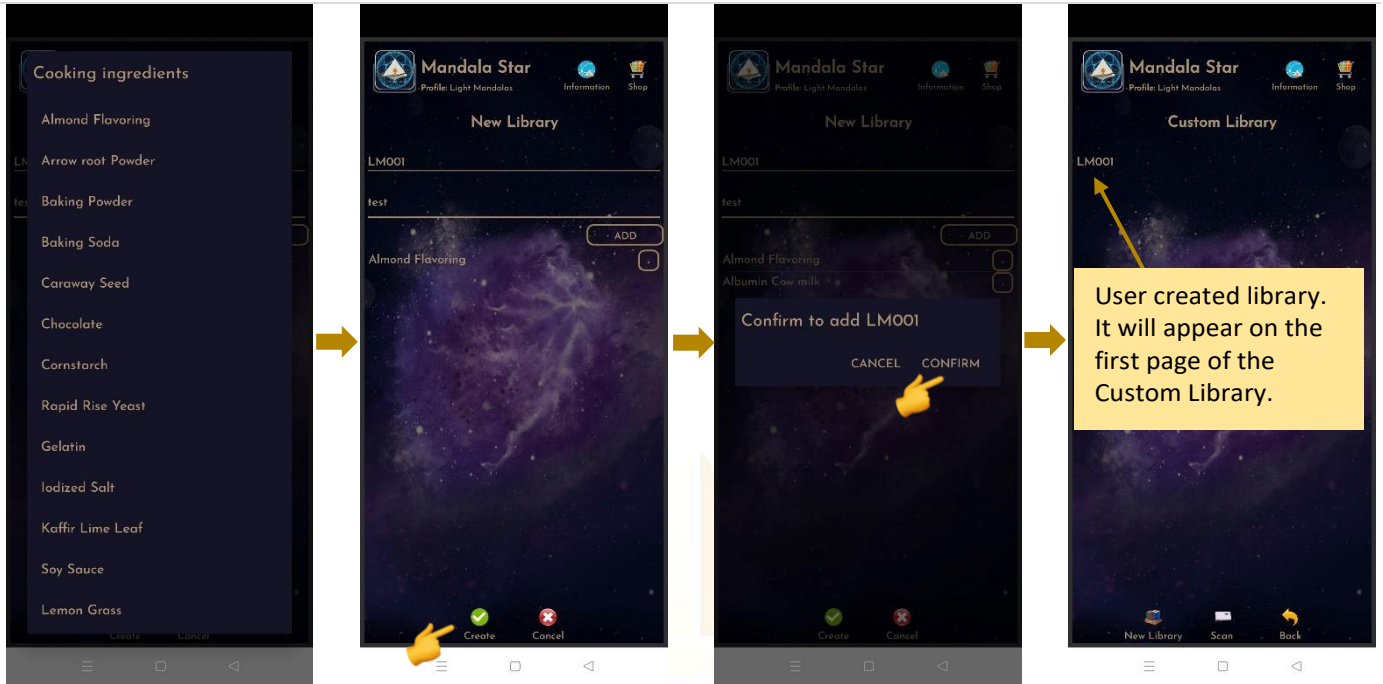 Cooking ingredients
Almond Flavoring
Arrow root Powder
Baking Powder
Baking Soda
Caraway Seed
Chocolate
Cornstarch
Rapid Rise Yeast
Gelatin
Iodized Salt
Kaffir Lime Leaf
Soy Sauce
Lemon Grass
Create Cancel
Mandala Star
Profile: Light Mandalas
Information Shop
New Library
LM001
test
ADD
Almond Flavoring
Create Cancel
Mandala Star
Profile: Light Mandalas
Information Shop
New Library
LM001
test
ADD
Almond Flavoring
Albumin Cow milk
Confirm to add LM001
CANCEL CONFIRM
Create Cancel
Mandala Star
Profile: Light Mandalas
Information Shop
Custom Library
LM001
User created library.
It will appear on the
first page of the
Custom Library.
New Library Scan Back